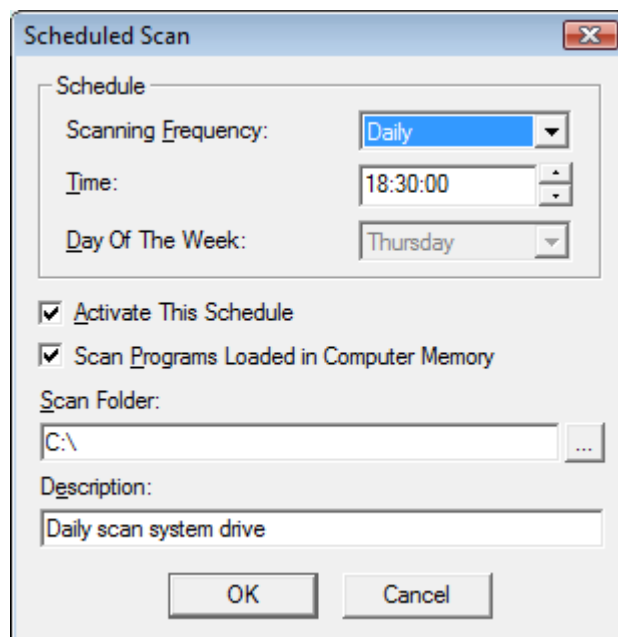 Scheduled Scan
Schedule
Scanning Frequency: Daily
Time: 18:30:00
Day Of The Week: Thursday
Activate This Schedule
Scan Programs Loaded in Computer Memory
Scan Folder:
C:\
...
Description:
Daily scan system drive
OK Cancel